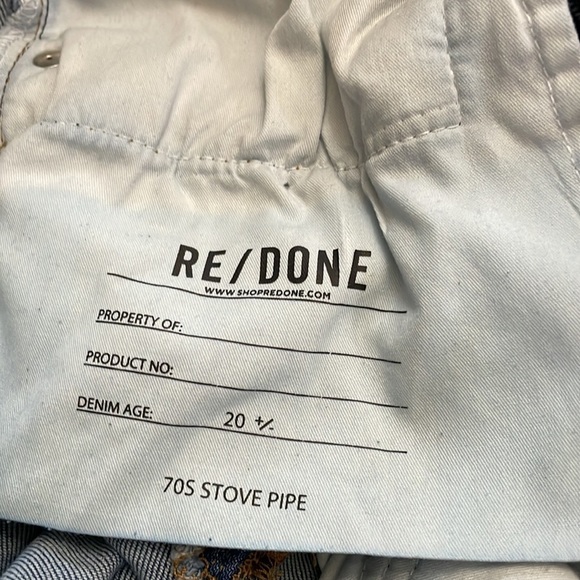 RE/DONE
WWW.SHOPREDONE.COM
PROPERTY OF:
PRODUCT NO:
DENIM AGE: 20 +/-
70S STOVE PIPE